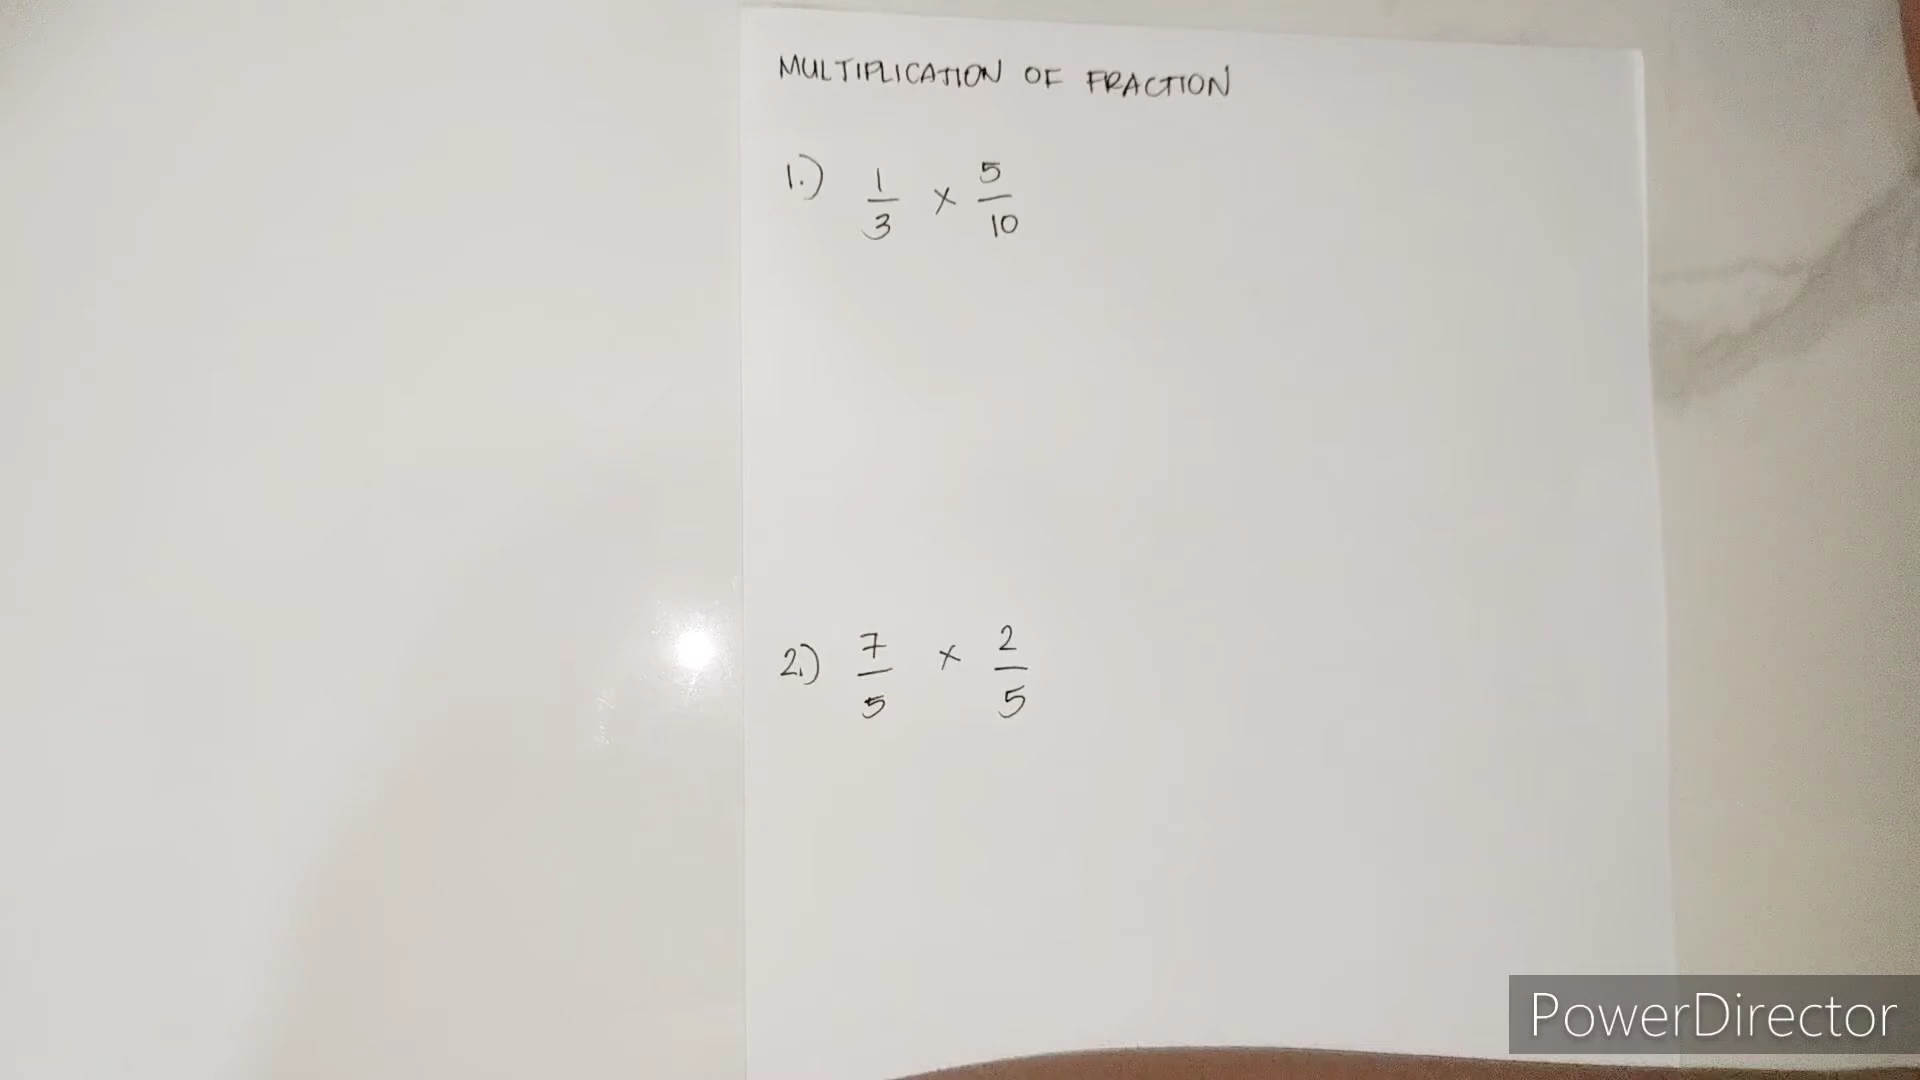 MULTIPLICATION OF FRACTION
1.) 1/3 × 5/10
2.) 7/5 × 2/5
PowerDirector